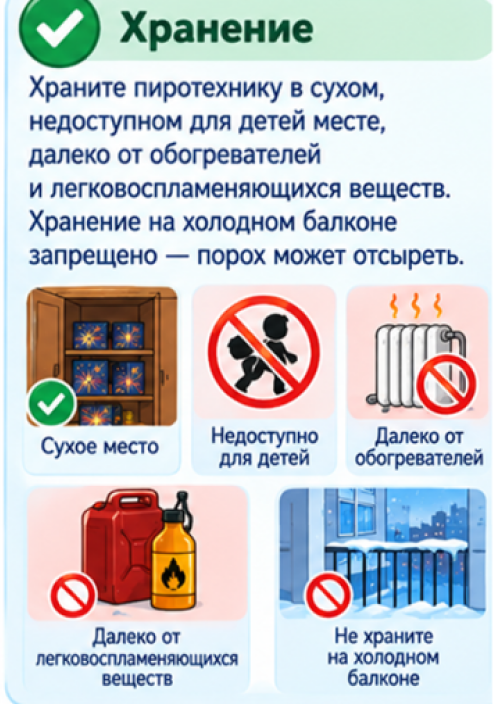 Хранение
Храните пиротехнику в сухом,
недоступном для детей месте,
далеко от обогревателей
и легковоспламеняющихся веществ.
Хранение на холодном балконе
запрещено — порох может отсыреть.
Сухое место
Недоступно
для детей
Далеко от
обогревателей
Далеко от
легковоспламеняющихся
веществ
Не храните
на холодном
балконе